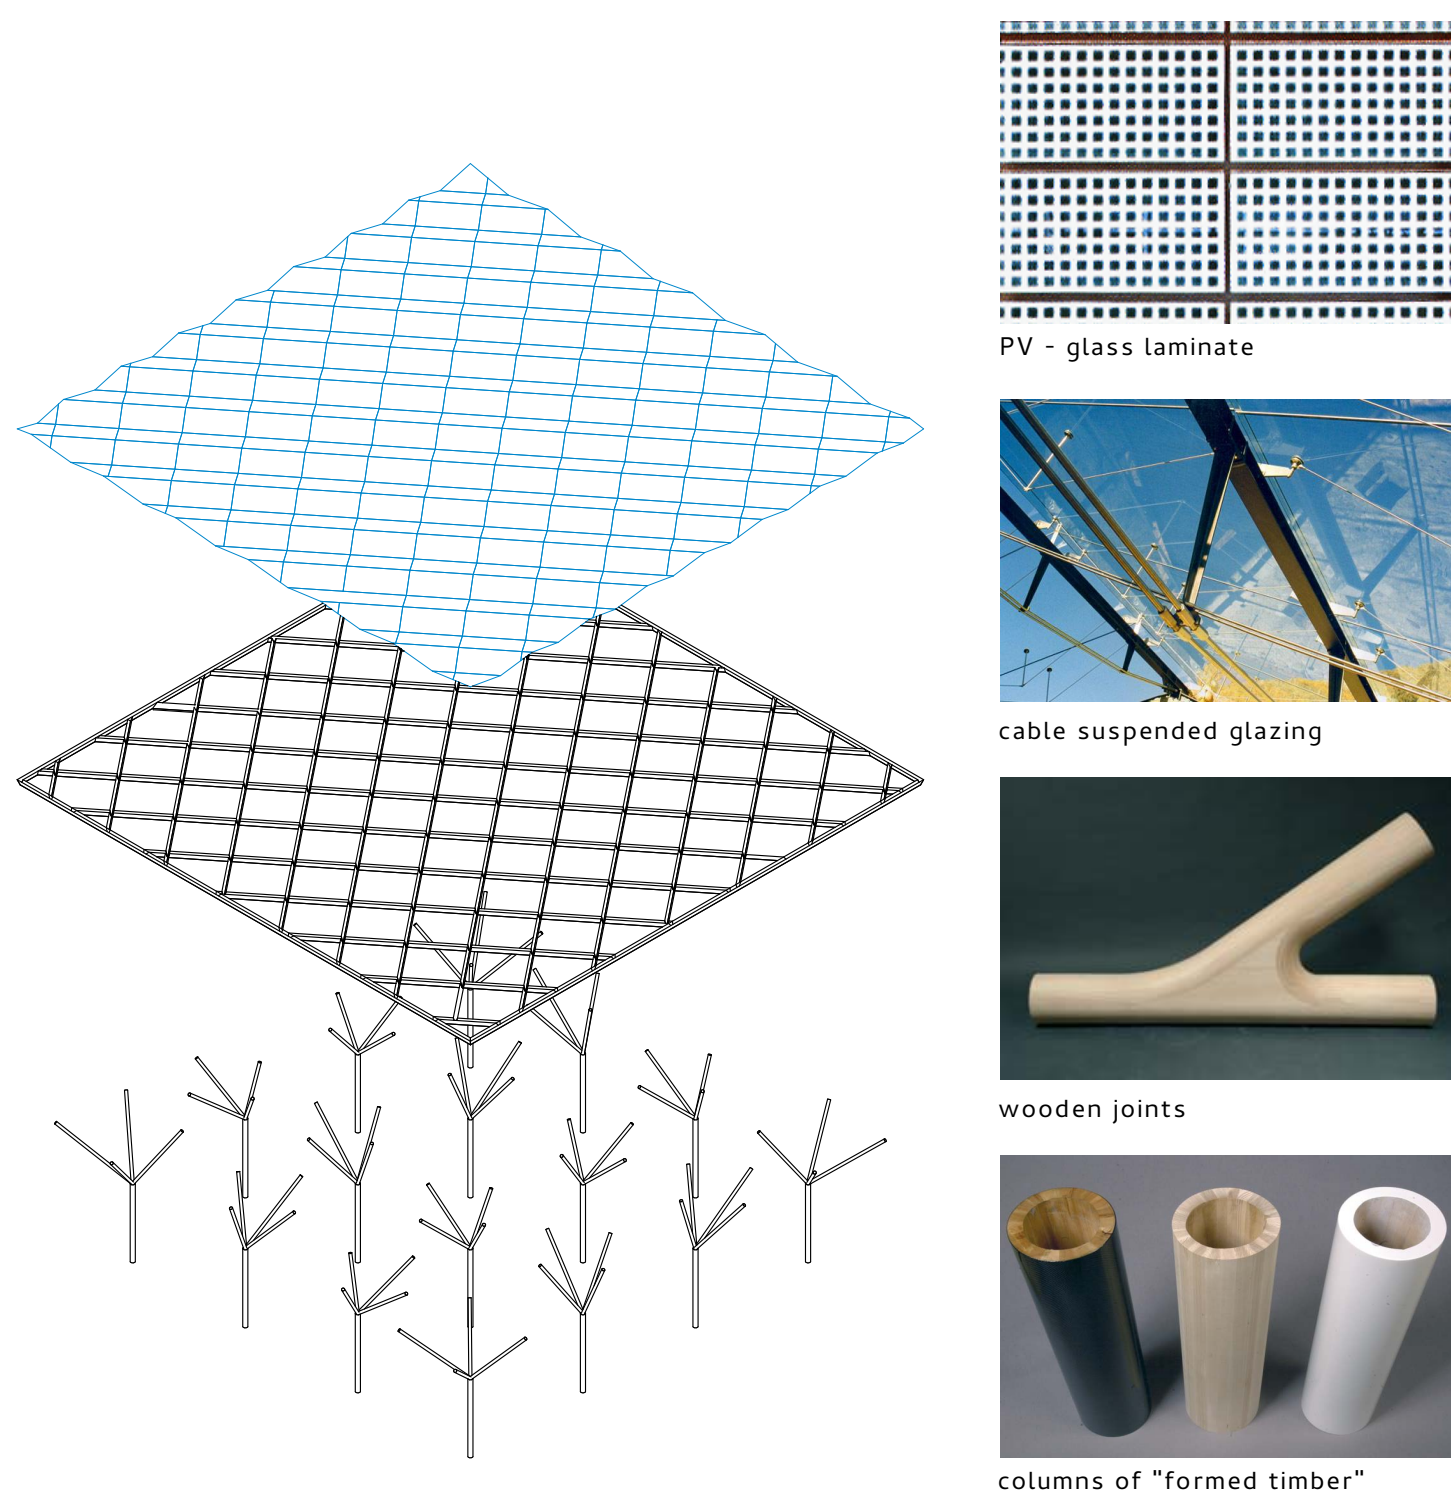 PV - glass laminate
cable suspended glazing
wooden joints
columns of "formed timber"